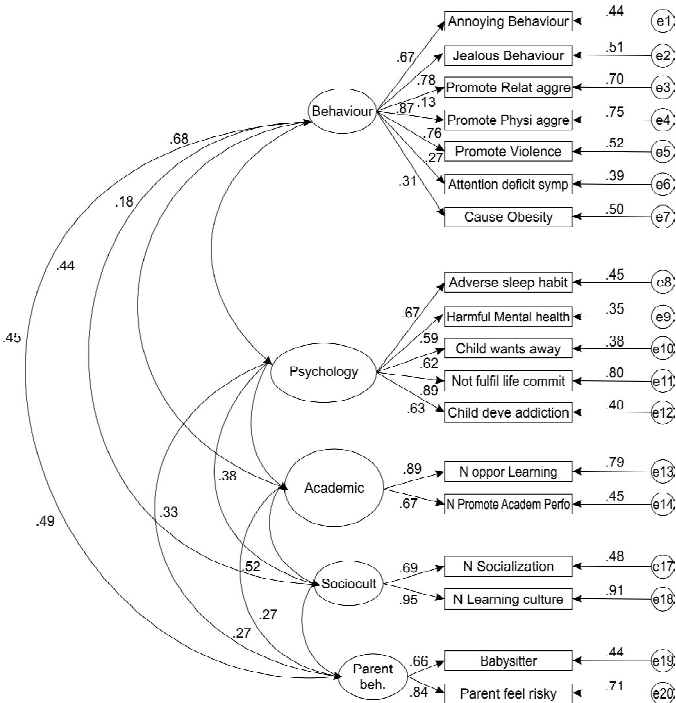 .44
Annoying Behaviour e1
.67
.51
Jealous Behaviour e2
.78
.70
Promote Relat aggre e3
.13
Behaviour
.87
.75
Promote Physi aggre e4
.76
.52
Promote Violence e5
.68
.27
.39
Attention deficit symp e6
.31
.50
Cause Obesity e7
.18
.44
.45
Adverse sleep habit e8
.67
.35
Harmful Mental health e9
.45
.59
.38
Child wants away e10
.62
Psychology
.80
Not fulfil life commit e11
.89
.40
Child deve addiction e12
.63
.89
.79
N oppor Learning e13
.38
Academic
.67
.45
N Promote Academ Perfo e14
.33
.49
.52
.69
.48
N Socialization e17
Sociocult
.95
.91
N Learning culture e18
.27
.27
.66
.44
Babysitter e19
Parent
beh.
.84
.71
Parent feel risky e20